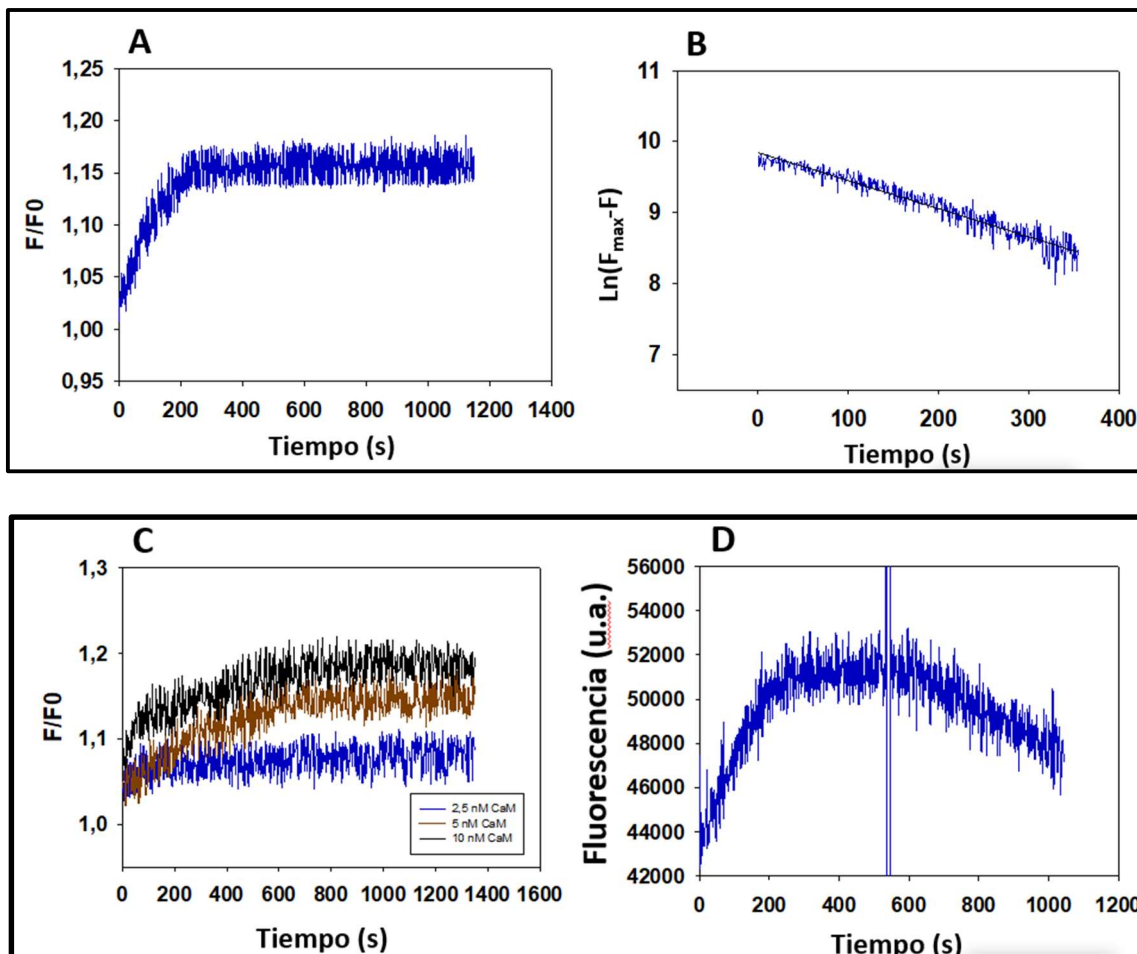 A
1,25
1,20
1,15
1,10
1,05
1,00
0,95
F/F0
0 200 400 600 800 1000 1200 1400
Tiempo (s)
B
11
10
9
8
7
Ln(Fmax-F)
0 100 200 300 400
Tiempo (s)
C
1,3
1,2
1,1
1,0
F/F0
2,5 nM CaM
5 nM CaM
10 nM CaM
0 200 400 600 800 1000 1200 1400 1600
Tiempo (s)
D
56000
54000
52000
50000
48000
46000
44000
42000
Fluorescencia (u.a.)
0 200 400 600 800 1000 1200
Tiempo (s)